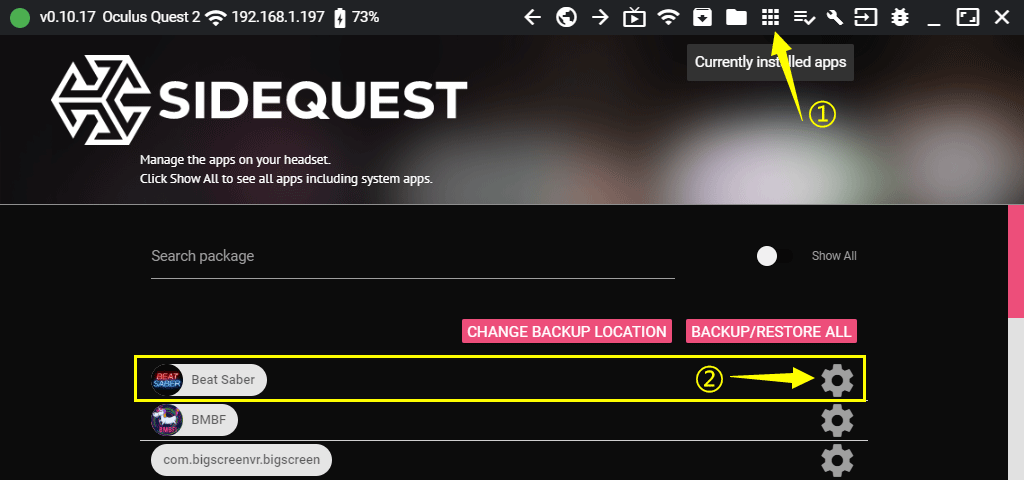 v0.10.17 Oculus Quest 2 192.168.1.197 73%
Currently installed apps
①
SIDEQUEST
Manage the apps on your headset.
Click Show All to see all apps including system apps.
Search package
Show All
CHANGE BACKUP LOCATION
BACKUP/RESTORE ALL
BEAT SABER
Beat Saber
②
BMBF
BMBF
com.bigscreenvr.bigscreen